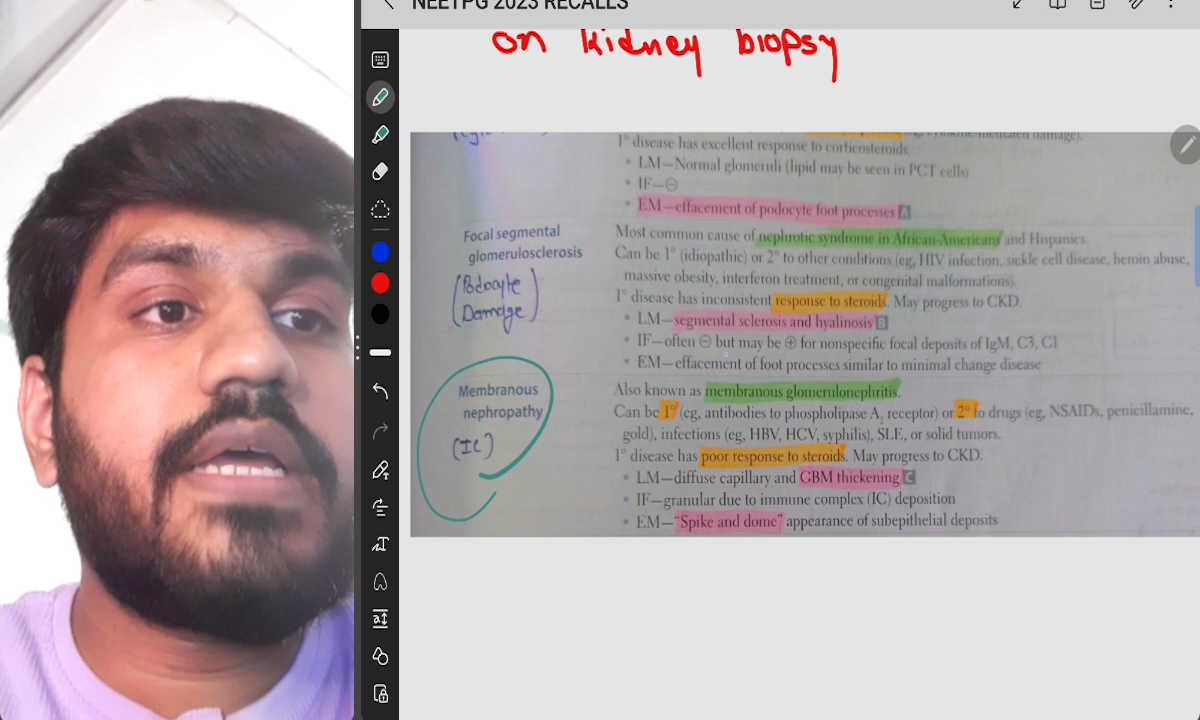 NEETPG 2023 RECALLS
on kidney biopsy
1° disease has excellent response to corticosteroids.
• LM—Normal glomeruli (lipid may be seen in PCT cells)
• IF—⊖
• EM—effacement of podocyte foot processes A
Focal segmental
glomerulosclerosis
(Podocyte
Damage)
Most common cause of nephrotic syndrome in African-Americans and Hispanics.
Can be 1° (idiopathic) or 2° to other conditions (eg, HIV infection, sickle cell disease, heroin abuse,
massive obesity, interferon treatment, or congenital malformations).
1° disease has inconsistent response to steroids. May progress to CKD.
• LM—segmental sclerosis and hyalinosis B
• IF—often ⊖ but may be ⊕ for nonspecific focal deposits of IgM, C3, C1
• EM—effacement of foot processes similar to minimal change disease
Membranous
nephropathy
(IC)
Also known as membranous glomerulonephritis.
Can be 1° (eg, antibodies to phospholipase A2 receptor) or 2° to drugs (eg, NSAIDs, penicillamine,
gold), infections (eg, HBV, HCV, syphilis), SLE, or solid tumors.
1° disease has poor response to steroids. May progress to CKD.
• LM—diffuse capillary and GBM thickening C
• IF—granular due to immune complex (IC) deposition
• EM—“Spike and dome” appearance of subepithelial deposits